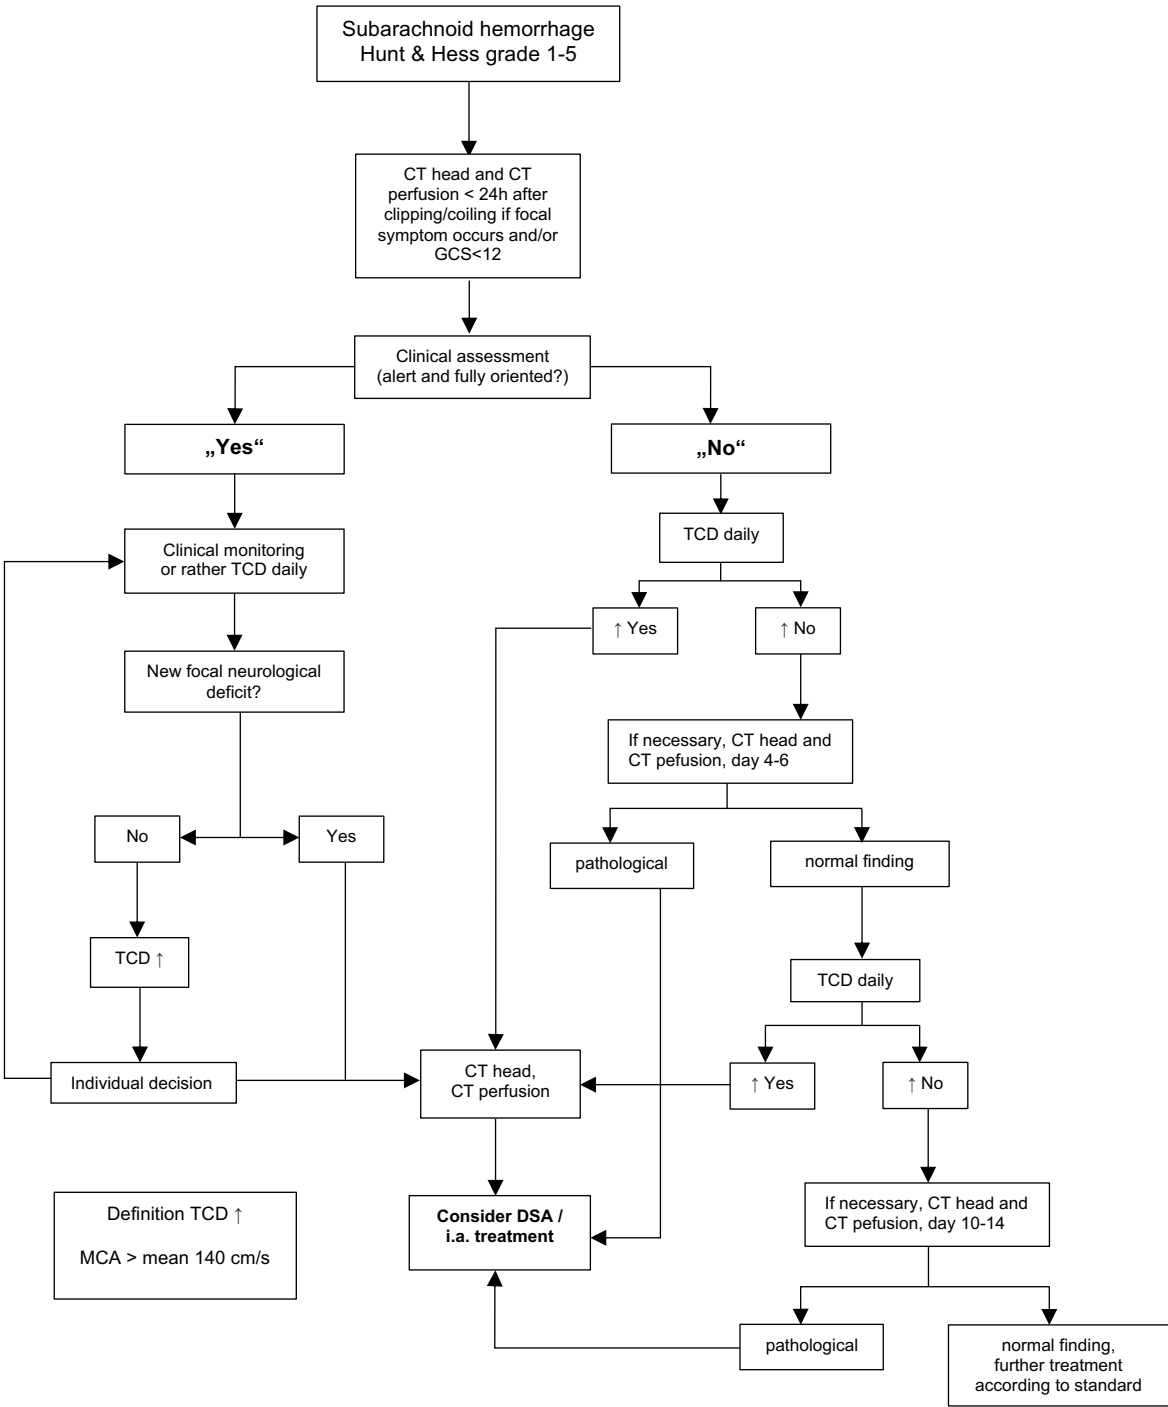 Subarachnoid hemorrhage
Hunt & Hess grade 1-5
CT head and CT
perfusion < 24h after
clipping/coiling if focal
symptom occurs and/or
GCS<12
Clinical assessment
(alert and fully oriented?)
„Yes“
„No“
Clinical monitoring
or rather TCD daily
TCD daily
↑ Yes
↑ No
New focal neurological
deficit?
If necessary, CT head and
CT pefusion, day 4-6
No
Yes
pathological
normal finding
TCD ↑
TCD daily
Individual decision
CT head,
CT perfusion
↑ Yes
↑ No
Definition TCD ↑
MCA > mean 140 cm/s
Consider DSA /
i.a. treatment
If necessary, CT head and
CT pefusion, day 10-14
pathological
normal finding,
further treatment
according to standard